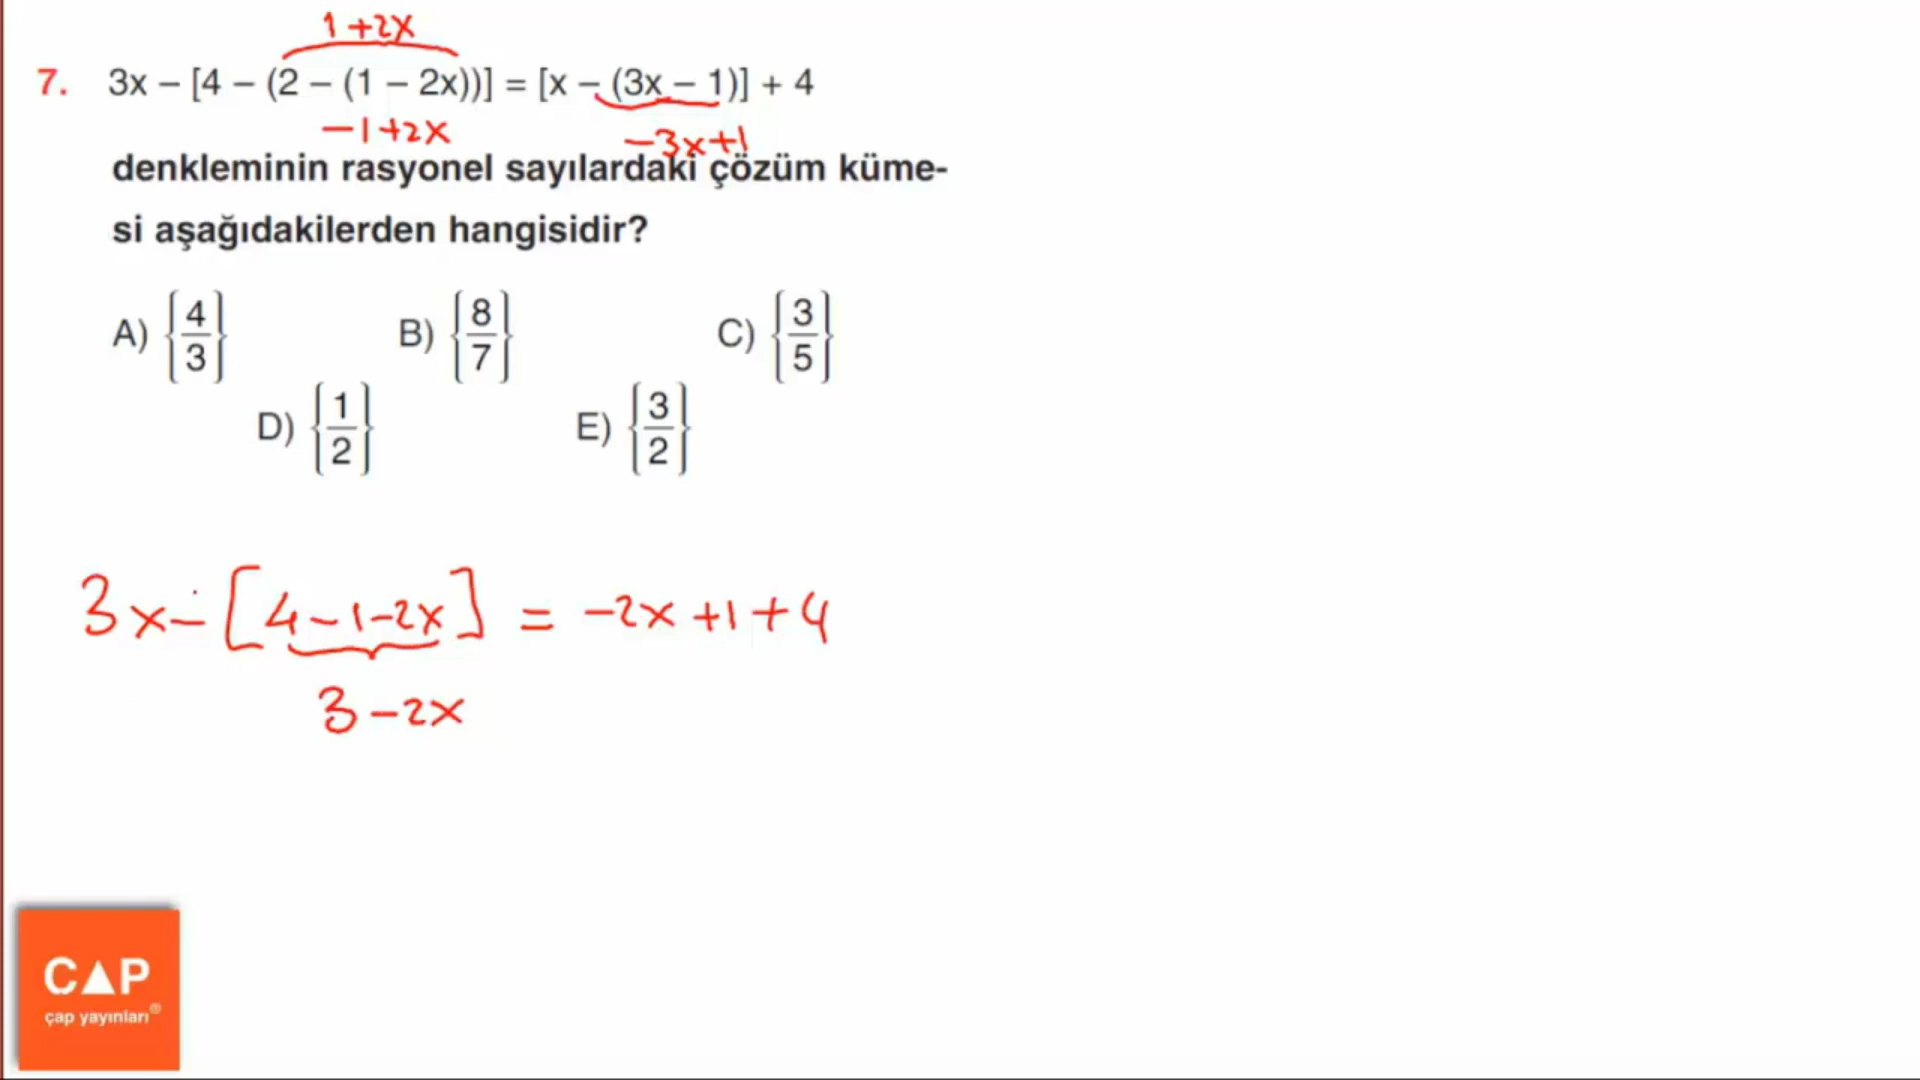 1+2x
7. 3x – [4 – (2 – (1 – 2x))] = [x – (3x – 1)] + 4
–1+2x –3x+1
denkleminin rasyonel sayılardaki çözüm küme-
si aşağıdakilerden hangisidir?
A) {4/3} B) {8/7} C) {3/5}
D) {1/2} E) {3/2}
3x–[4–1–2x] = –2x+1+4
3–2x
CAP
çap yayınları®